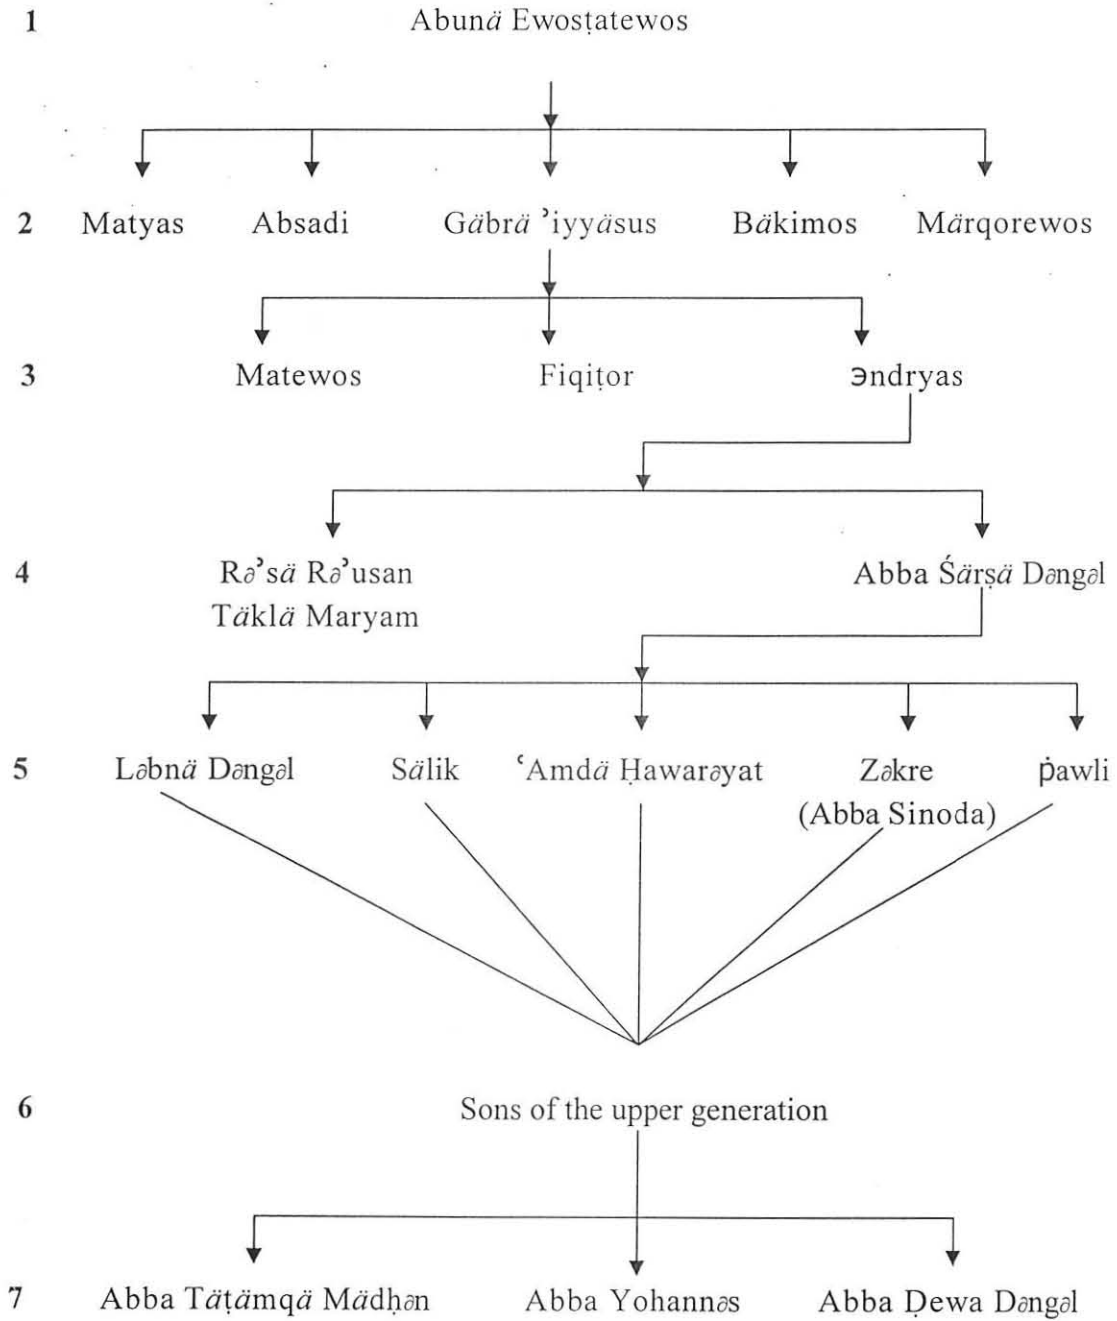 1 Abunä Ewosṭatewos
2 Matyas Absadi Gäbrä ʾiyyäsus Bäkimos Märqorewos
3 Matewos Fiqiṭor Әndryas
4 Rəʾsä Rəʾusan Abba Śärṣä Dəngəl
Täklä Maryam
5 Ləbnä Dəngəl Sälik ʿAmdä Ḥawarəyat Zəkre ṗawli
(Abba Sinoda)
6 Sons of the upper generation
7 Abba Täṭämqä Mädḥən Abba Yohannəs Abba Ḍewa Dəngəl